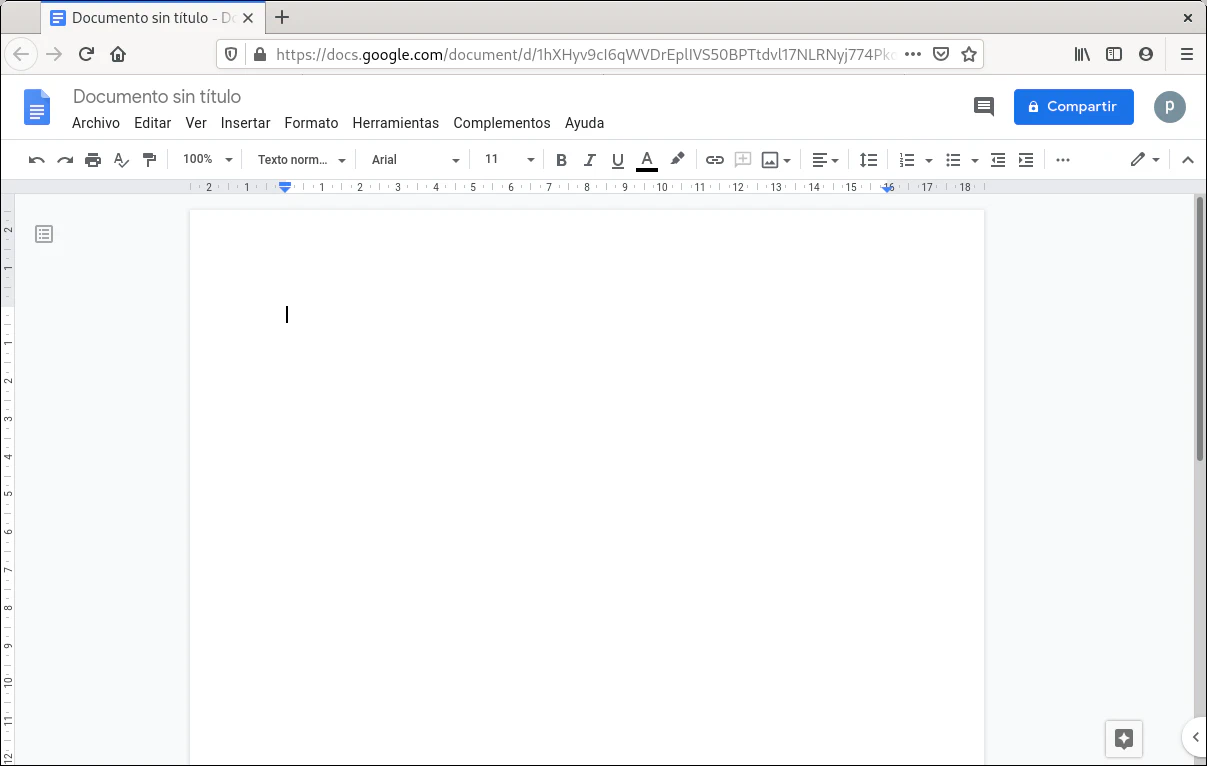 Documento sin título - Do
https://docs.google.com/document/d/1hXHyv9cI6qWVDrEplIVS50BPTtdvl17NLRNyj774Pko
Documento sin título
Archivo Editar Ver Insertar Formato Herramientas Complementos Ayuda
Compartir
p
100% Texto norm... Arial 11 B I U A
2 1 1 2 3 4 5 6 7 8 9 10 11 12 13 14 15 16 17 18
2
1
1
2
3
4
5
6
7
8
9
10
11
12